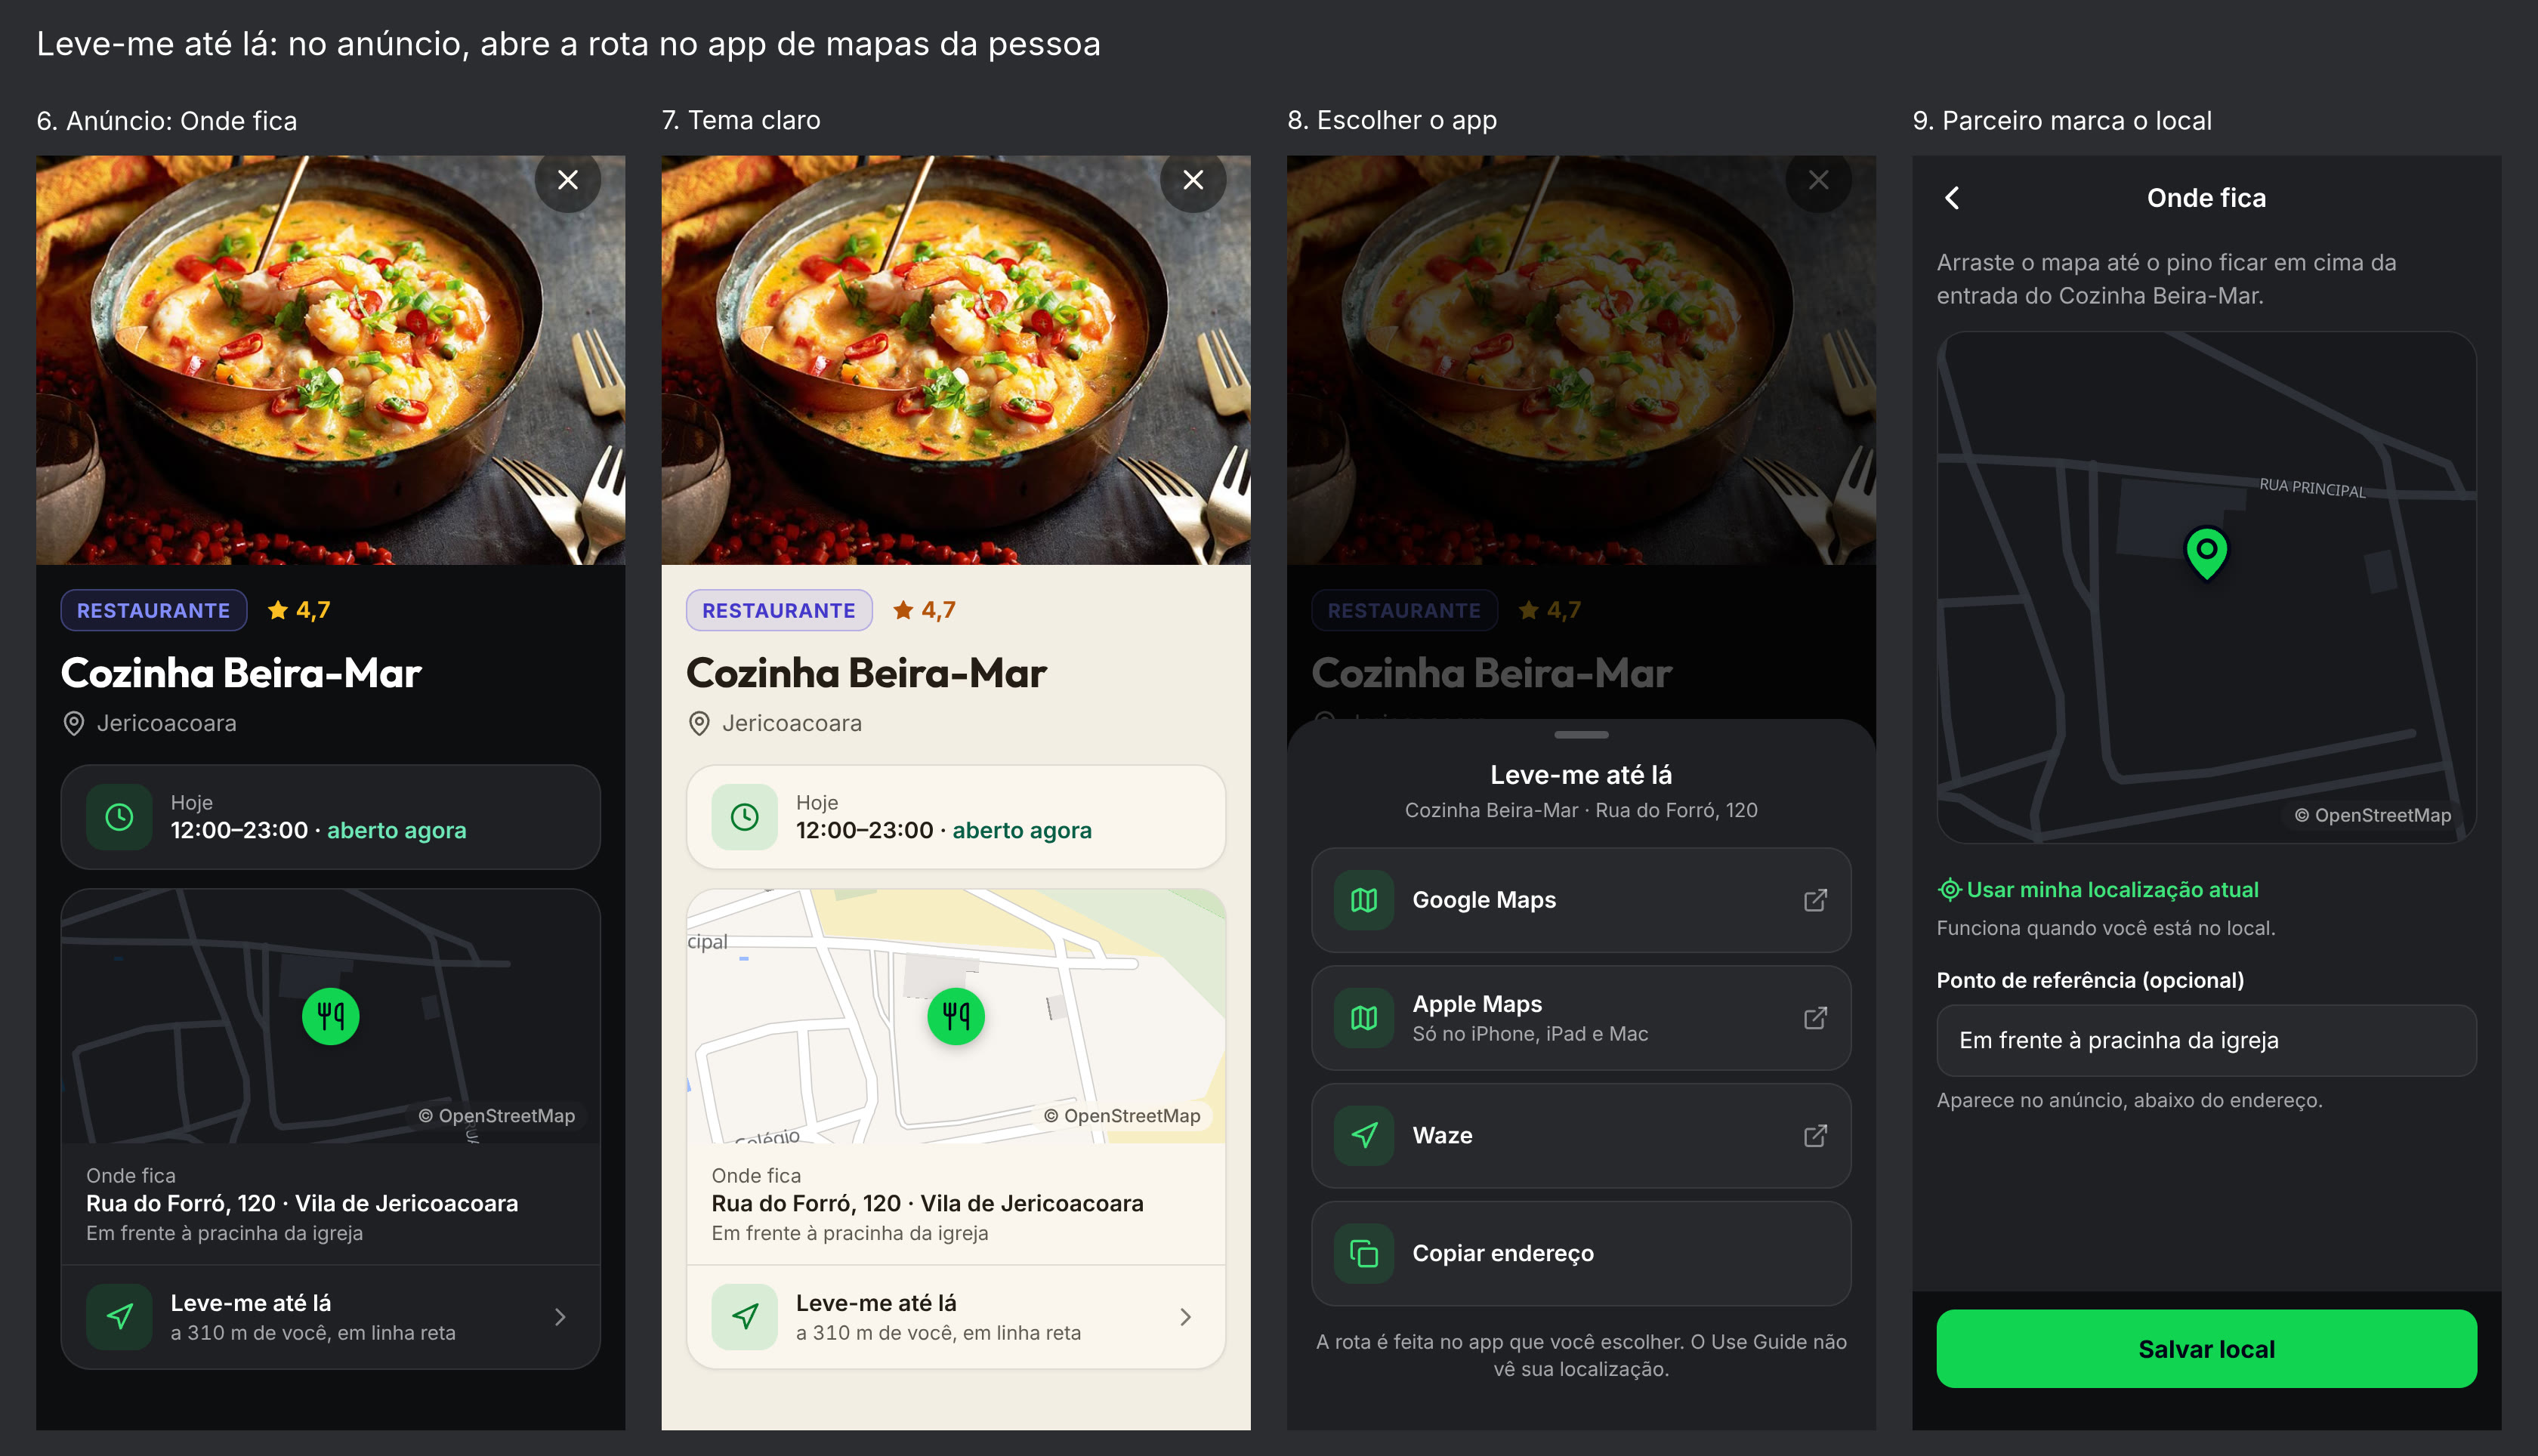 Leve-me até lá: no anúncio, abre a rota no app de mapas da pessoa
6. Anúncio: Onde fica
RESTAURANTE
4,7
Cozinha Beira-Mar
Jericoacoara
Hoje
12:00–23:00 · aberto agora
© OpenStreetMap
Onde fica
Rua do Forró, 120 · Vila de Jericoacoara
Em frente à pracinha da igreja
Leve-me até lá
a 310 m de você, em linha reta
7. Tema claro
RESTAURANTE
4,7
Cozinha Beira-Mar
Jericoacoara
Hoje
12:00–23:00 · aberto agora
cipal
© OpenStreetMap
Colégio
Onde fica
Rua do Forró, 120 · Vila de Jericoacoara
Em frente à pracinha da igreja
Leve-me até lá
a 310 m de você, em linha reta
8. Escolher o app
RESTAURANTE
4,7
Cozinha Beira-Mar
Leve-me até lá
Cozinha Beira-Mar · Rua do Forró, 120
Google Maps
Apple Maps
Só no iPhone, iPad e Mac
Waze
Copiar endereço
A rota é feita no app que você escolher. O Use Guide não
vê sua localização.
9. Parceiro marca o local
Onde fica
Arraste o mapa até o pino ficar em cima da
entrada do Cozinha Beira-Mar.
RUA PRINCIPAL
© OpenStreetMap
Usar minha localização atual
Funciona quando você está no local.
Ponto de referência (opcional)
Em frente à pracinha da igreja
Aparece no anúncio, abaixo do endereço.
Salvar local